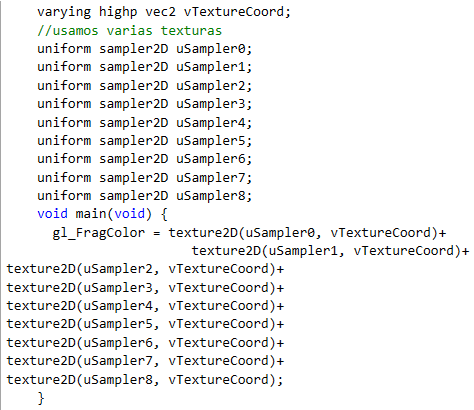 varying highp vec2 vTextureCoord;
//usamos varias texturas
uniform sampler2D uSampler0;
uniform sampler2D uSampler1;
uniform sampler2D uSampler2;
uniform sampler2D uSampler3;
uniform sampler2D uSampler4;
uniform sampler2D uSampler5;
uniform sampler2D uSampler6;
uniform sampler2D uSampler7;
uniform sampler2D uSampler8;
void main(void) {
gl_FragColor = texture2D(uSampler0, vTextureCoord)+
texture2D(uSampler1, vTextureCoord)+
texture2D(uSampler2, vTextureCoord)+
texture2D(uSampler3, vTextureCoord)+
texture2D(uSampler4, vTextureCoord)+
texture2D(uSampler5, vTextureCoord)+
texture2D(uSampler6, vTextureCoord)+
texture2D(uSampler7, vTextureCoord)+
texture2D(uSampler8, vTextureCoord);
}